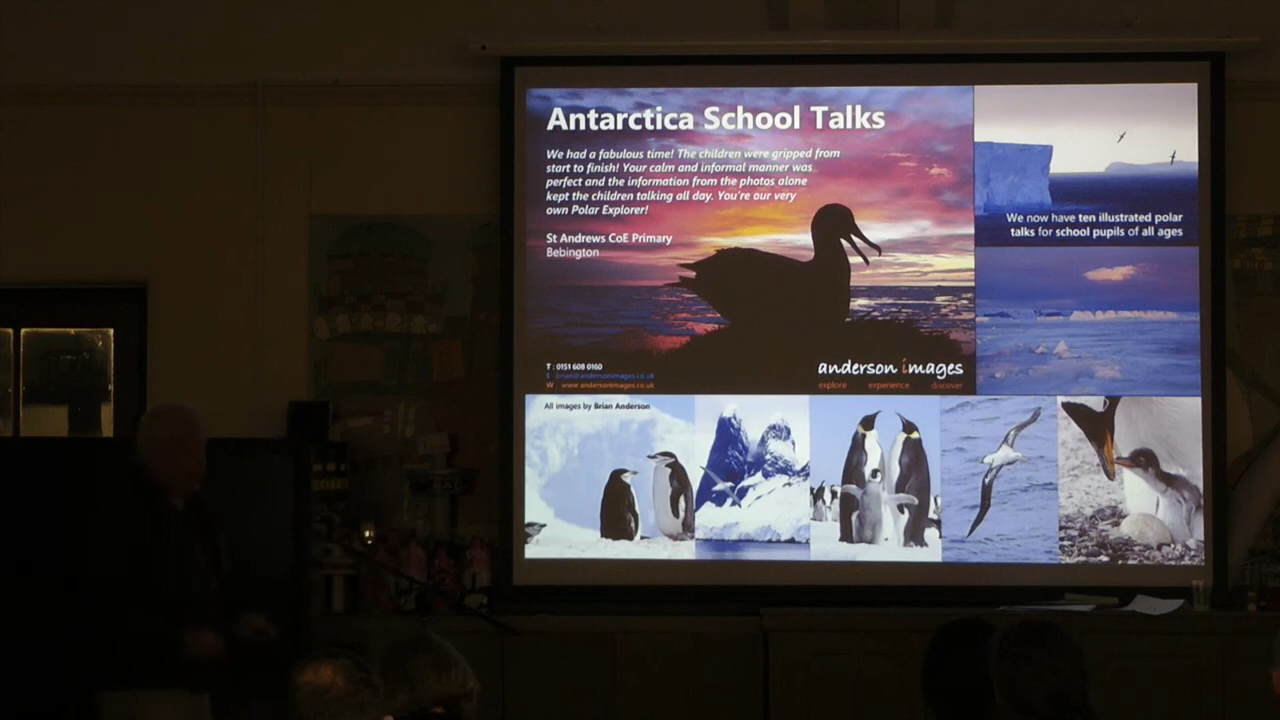 Antarctica School Talks
We had a fabulous time! The children were gripped from
start to finish! Your calm and informal manner was
perfect and the information from the photos alone
kept the children talking all day. You're our very
own Polar Explorer!
St Andrews CoE Primary
Bebington
We now have ten illustrated polar
talks for school pupils of all ages
T : 0151 608 0160
E : brian@andersonimages.co.uk
W www.andersonimages.co.uk
anderson images
explore experience discover
All images by Brian Anderson